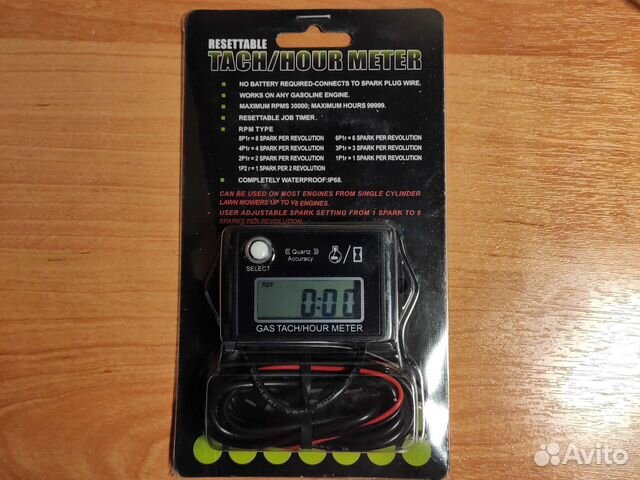 RESETTABLE
TACH/HOUR METER
NO BATTERY REQUIRED-CONNECTS TO SPARK PLUG WIRE.
WORKS ON ANY GASOLINE ENGINE.
MAXIMUM RPMS 30000; MAXIMUM HOURS 99999.
RESETTABLE JOB TIMER.
RPM TYPE
8P1r = 8 SPARK PER REVOLUTION 6P1r = 6 SPARK PER REVOLUTION
4P1r = 4 SPARK PER REVOLUTION 3P1r = 3 SPARK PER REVOLUTION
2P1r = 2 SPARK PER REVOLUTION 1P1r = 1 SPARK PER REVOLUTION
1P2 r = 1 SPARK PER 2 REVOLUTION
COMPLETELY WATERPROOF:IP68.
CAN BE USED ON MOST ENGINES FROM SINGLE CYLINDER
LAWN MOWERS UP TO V8 ENGINES.
USER ADJUSTABLE SPARK SETTING FROM 1 SPARK TO 8
SPARKS PER REVOLUTION.
Quartz
Accuracy
SELECT
TOT
0:00
GAS TACH/HOUR METER
Avito